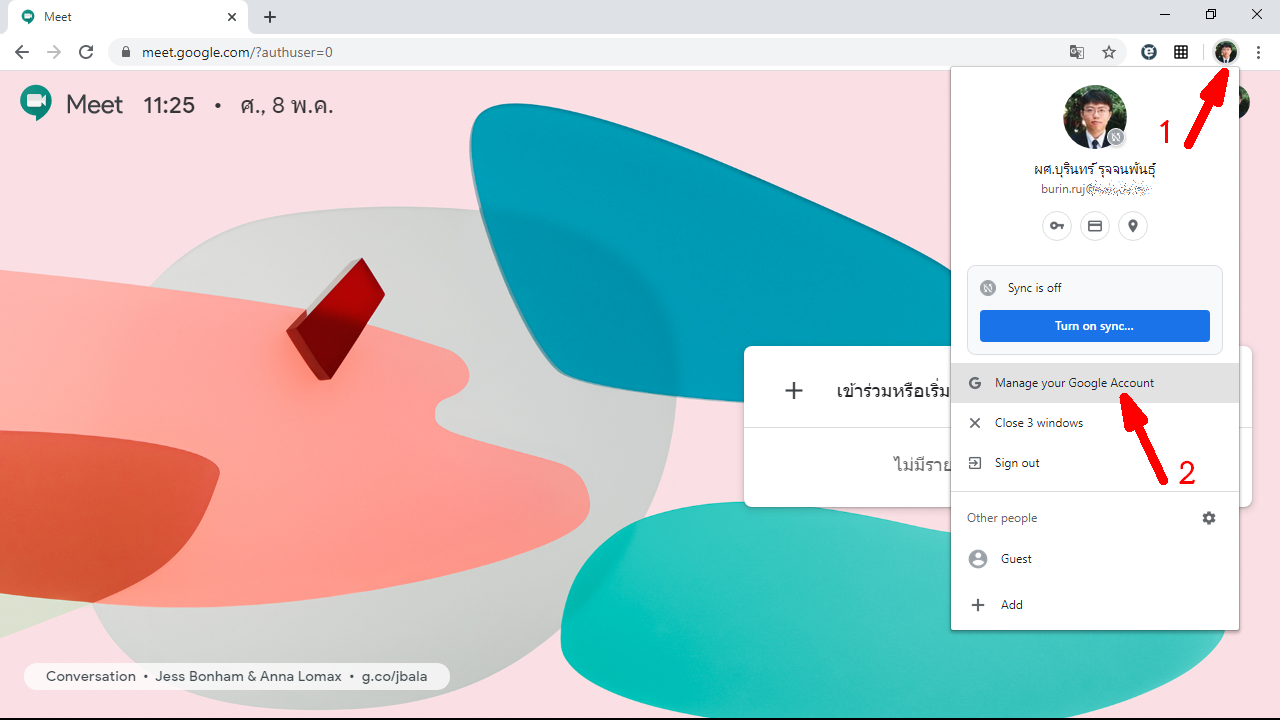 Meet
meet.google.com/?authuser=0
Meet 11:25 • ศ., 8 พ.ค.
1
ผศ.บุรินทร์ รุจจนพันธุ์
burin.ruj@
Sync is off
Turn on sync...
เข้าร่วมหรือเริ่ม
Manage your Google Account
Close 3 windows
ไม่มีราย
Sign out
2
Other people
Guest
Add
Conversation • Jess Bonham & Anna Lomax • g.co/jbala